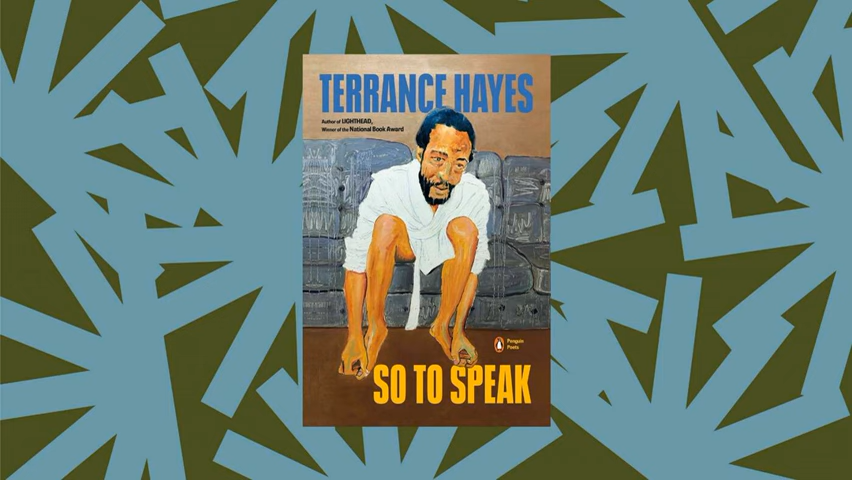 TERRANCE HAYES
Author of LIGHTHEAD,
Winner of the National Book Award
Penguin
Poets
SO TO SPEAK